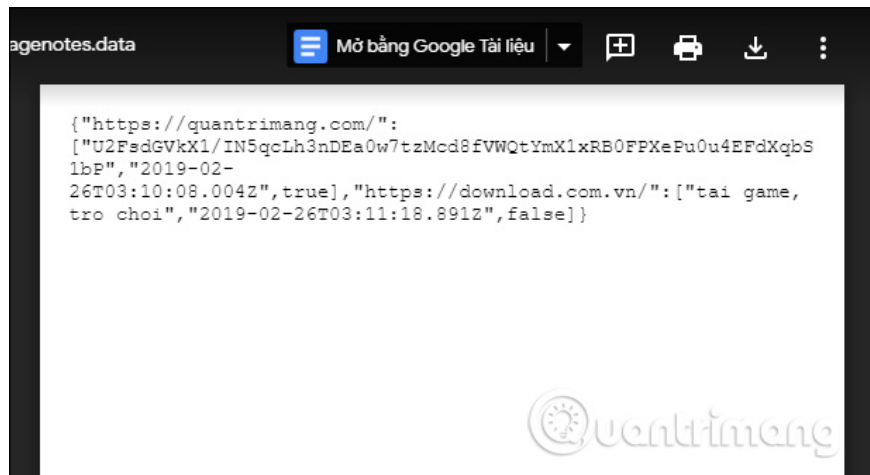 agenotes.data
Mở bằng Google Tài liệu
{"https://quantrimang.com/":
["U2FsdGVkX1/IN5qcLh3nDEa0w7tzMcd8fVWQtYmX1xRB0FPXePu0u4EFdXqbS
1bP","2019-02-
26T03:10:08.004Z",true],"https://download.com.vn/":["tai game,
tro choi","2019-02-26T03:11:18.891Z",false]}
Quantrimang